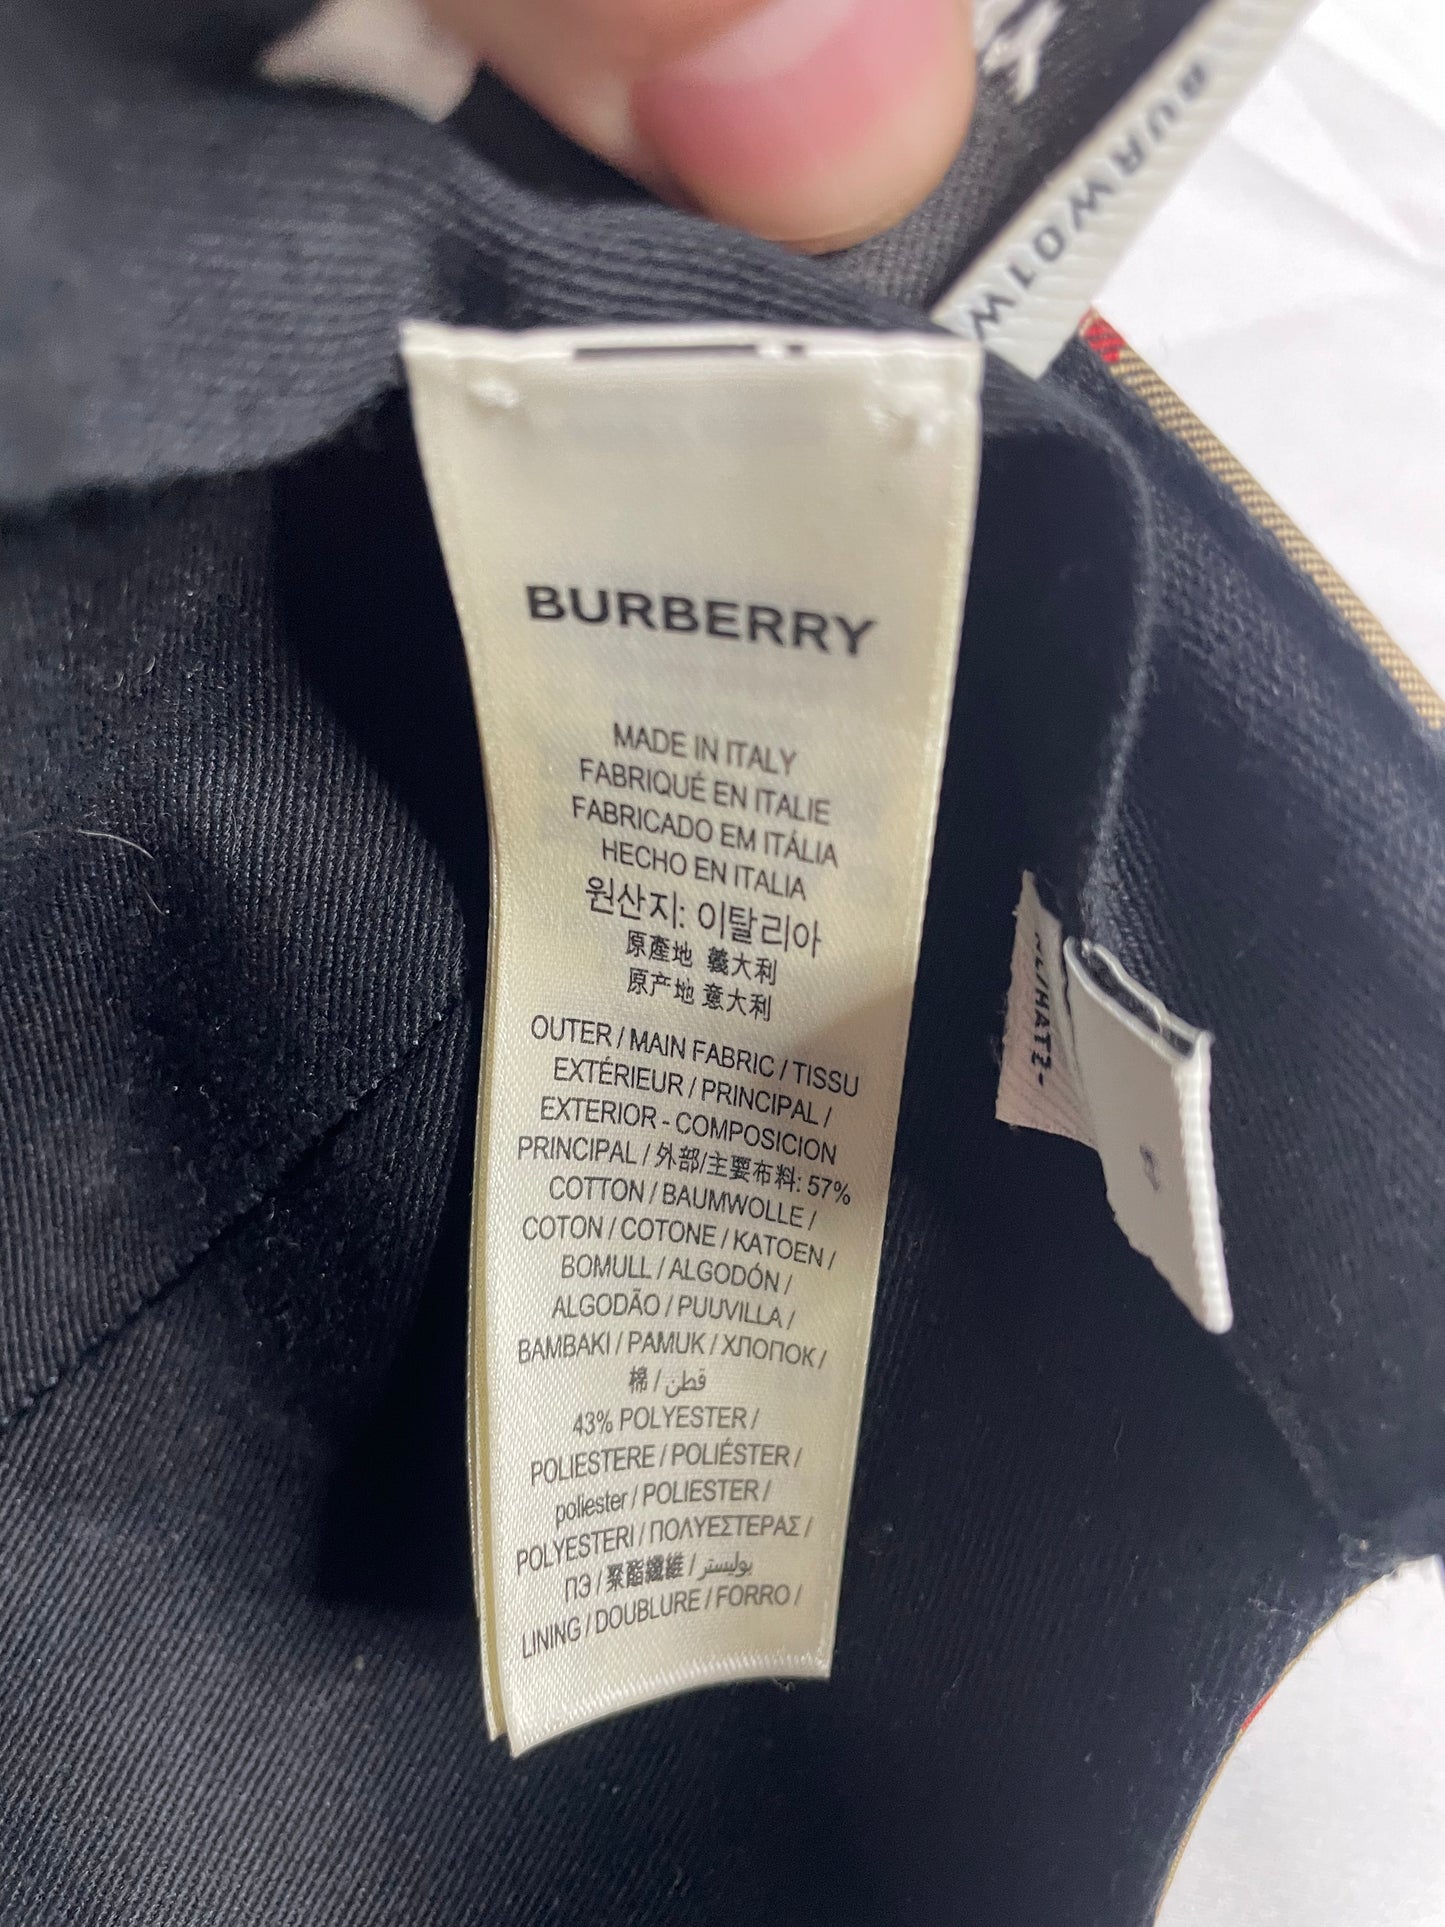 BURW01W
BURBERRY
MADE IN ITALY
FABRIQUÉ EN ITALIE
FABRICADO EM ITÁLIA
HECHO EN ITALIA
원산지: 이탈리아
原產地 義大利
原产地 意大利
OUTER / MAIN FABRIC / TISSU
EXTÉRIEUR / PRINCIPAL /
EXTERIOR - COMPOSICION
PRINCIPAL / 外部/主要布料: 57%
COTTON / BAUMWOLLE /
COTON / COTONE / KATOEN /
BOMULL / ALGODÓN /
ALGODÃO / PUUVILLA /
BAMBAKI / PAMUK / ХЛОПОК /
棉 / قطن
43% POLYESTER /
POLIESTERE / POLIÉSTER /
poliester / POLIESTER /
POLYESTERI / ΠΟΛΥΕΣΤΕΡΑΣ /
ПЭ / 聚酯纖維 / بوليستر
LINING / DOUBLURE / FORRO /